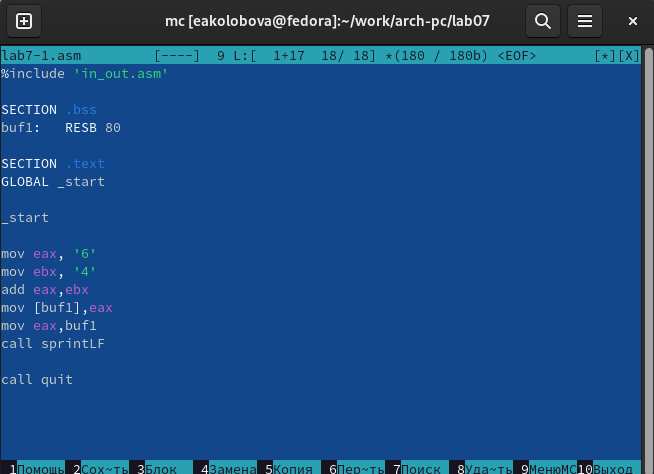 mc [eakolobova@fedora]:~/work/arch-pc/lab07
lab7-1.asm [----] 9 L:[ 1+17 18/ 18] *(180 / 180b) <EOF> [*][X]
%include 'in_out.asm'
SECTION .bss
buf1: RESB 80
SECTION .text
GLOBAL _start
_start
mov eax, '6'
mov ebx, '4'
add eax,ebx
mov [buf1],eax
mov eax,buf1
call sprintLF
call quit
1Помощь 2Сох~ть 3Блок 4Замена 5Копия 6Пер~ть 7Поиск 8Уда~ть 9МенюMC 10Выход